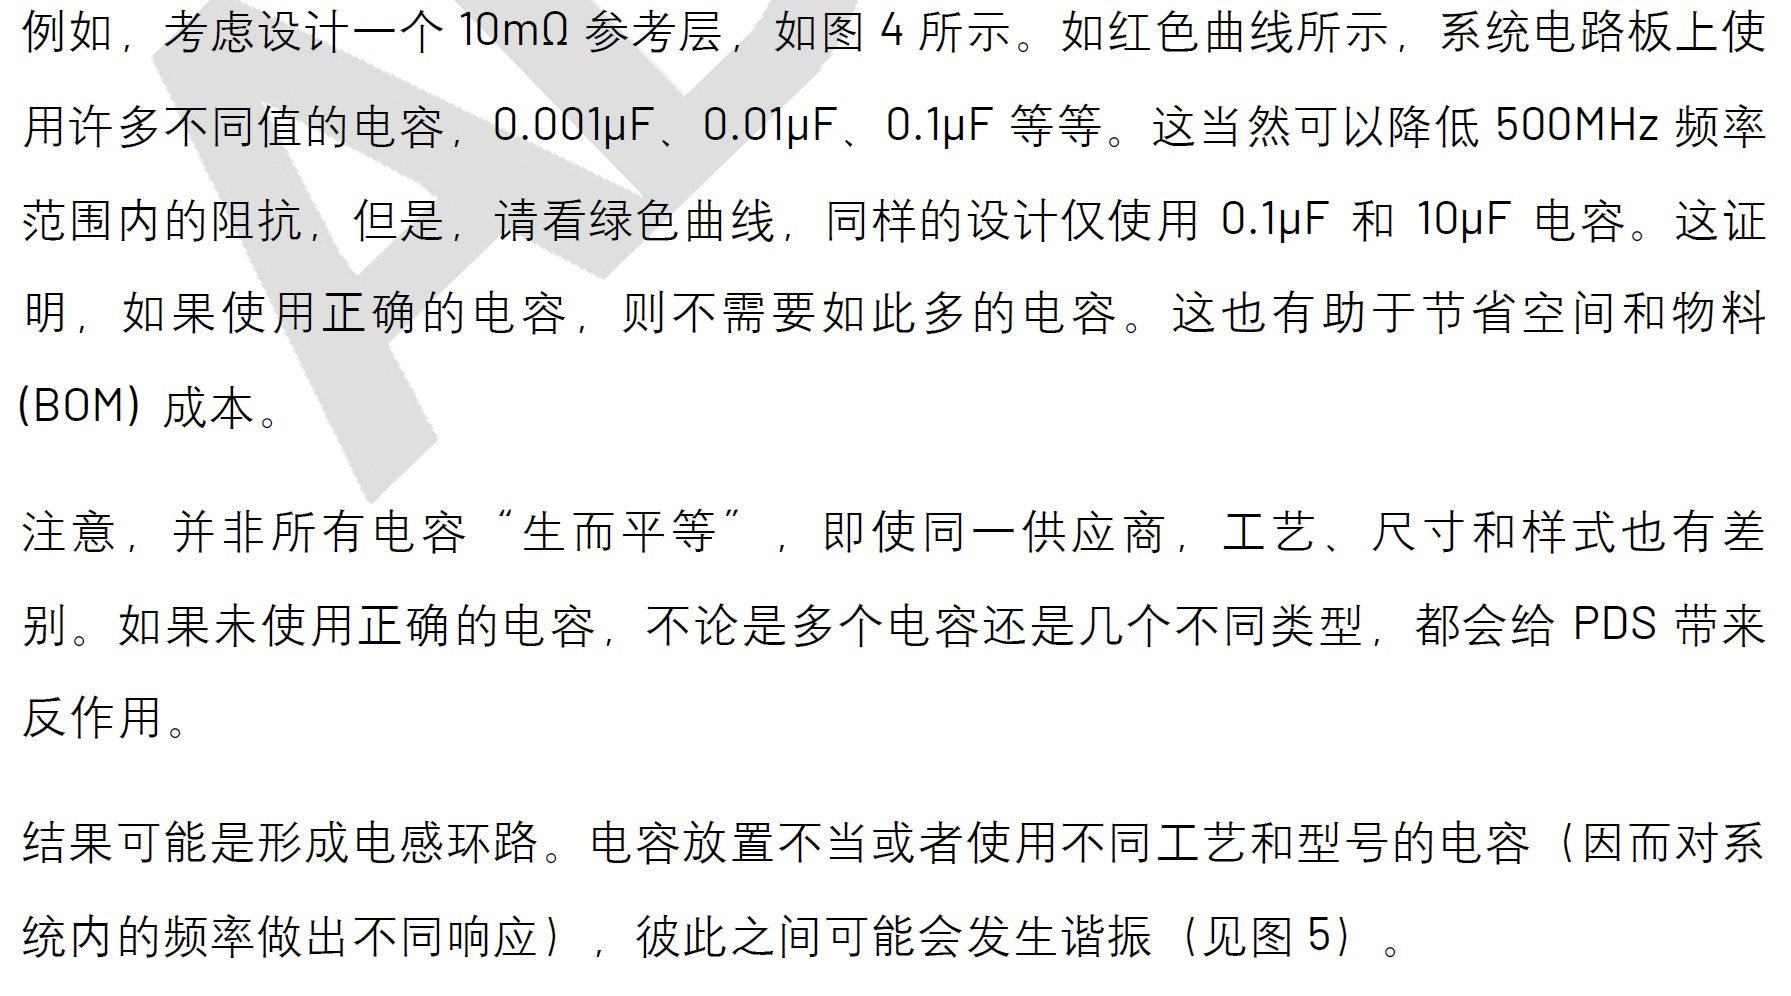 例如，考虑设计一个 10mΩ 参考层，如图 4 所示。如红色曲线所示，系统电路板上使
用许多不同值的电容，0.001µF、0.01µF、0.1µF 等等。这当然可以降低 500MHz 频率
范围内的阻抗，但是，请看绿色曲线，同样的设计仅使用 0.1µF 和 10µF 电容。这证
明，如果使用正确的电容，则不需要如此多的电容。这也有助于节省空间和物料
(BOM) 成本。
注意，并非所有电容“生而平等”，即使同一供应商，工艺、尺寸和样式也有差
别。如果未使用正确的电容，不论是多个电容还是几个不同类型，都会给 PDS 带来
反作用。
结果可能是形成电感环路。电容放置不当或者使用不同工艺和型号的电容（因而对系
统内的频率做出不同响应），彼此之间可能会发生谐振（见图 5）。